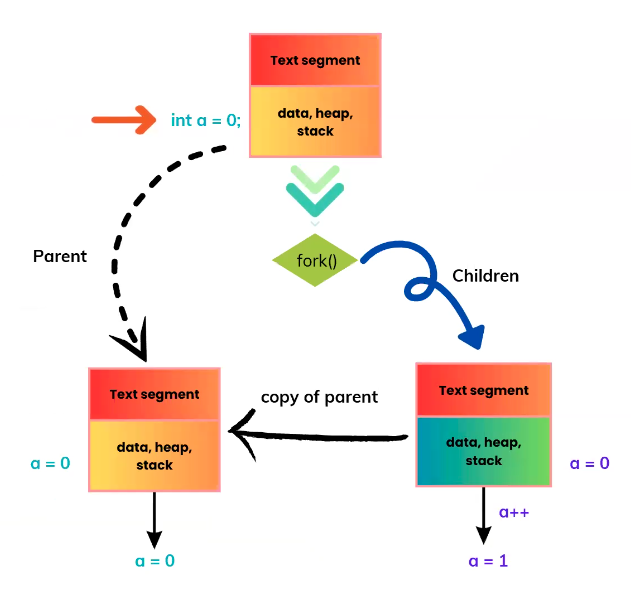 Text segment
int a = 0;
data, heap,
stack
fork()
Parent
Children
Text segment
copy of parent
Text segment
a = 0
data, heap,
stack
data, heap,
stack
a = 0
a++
a = 0
a = 1